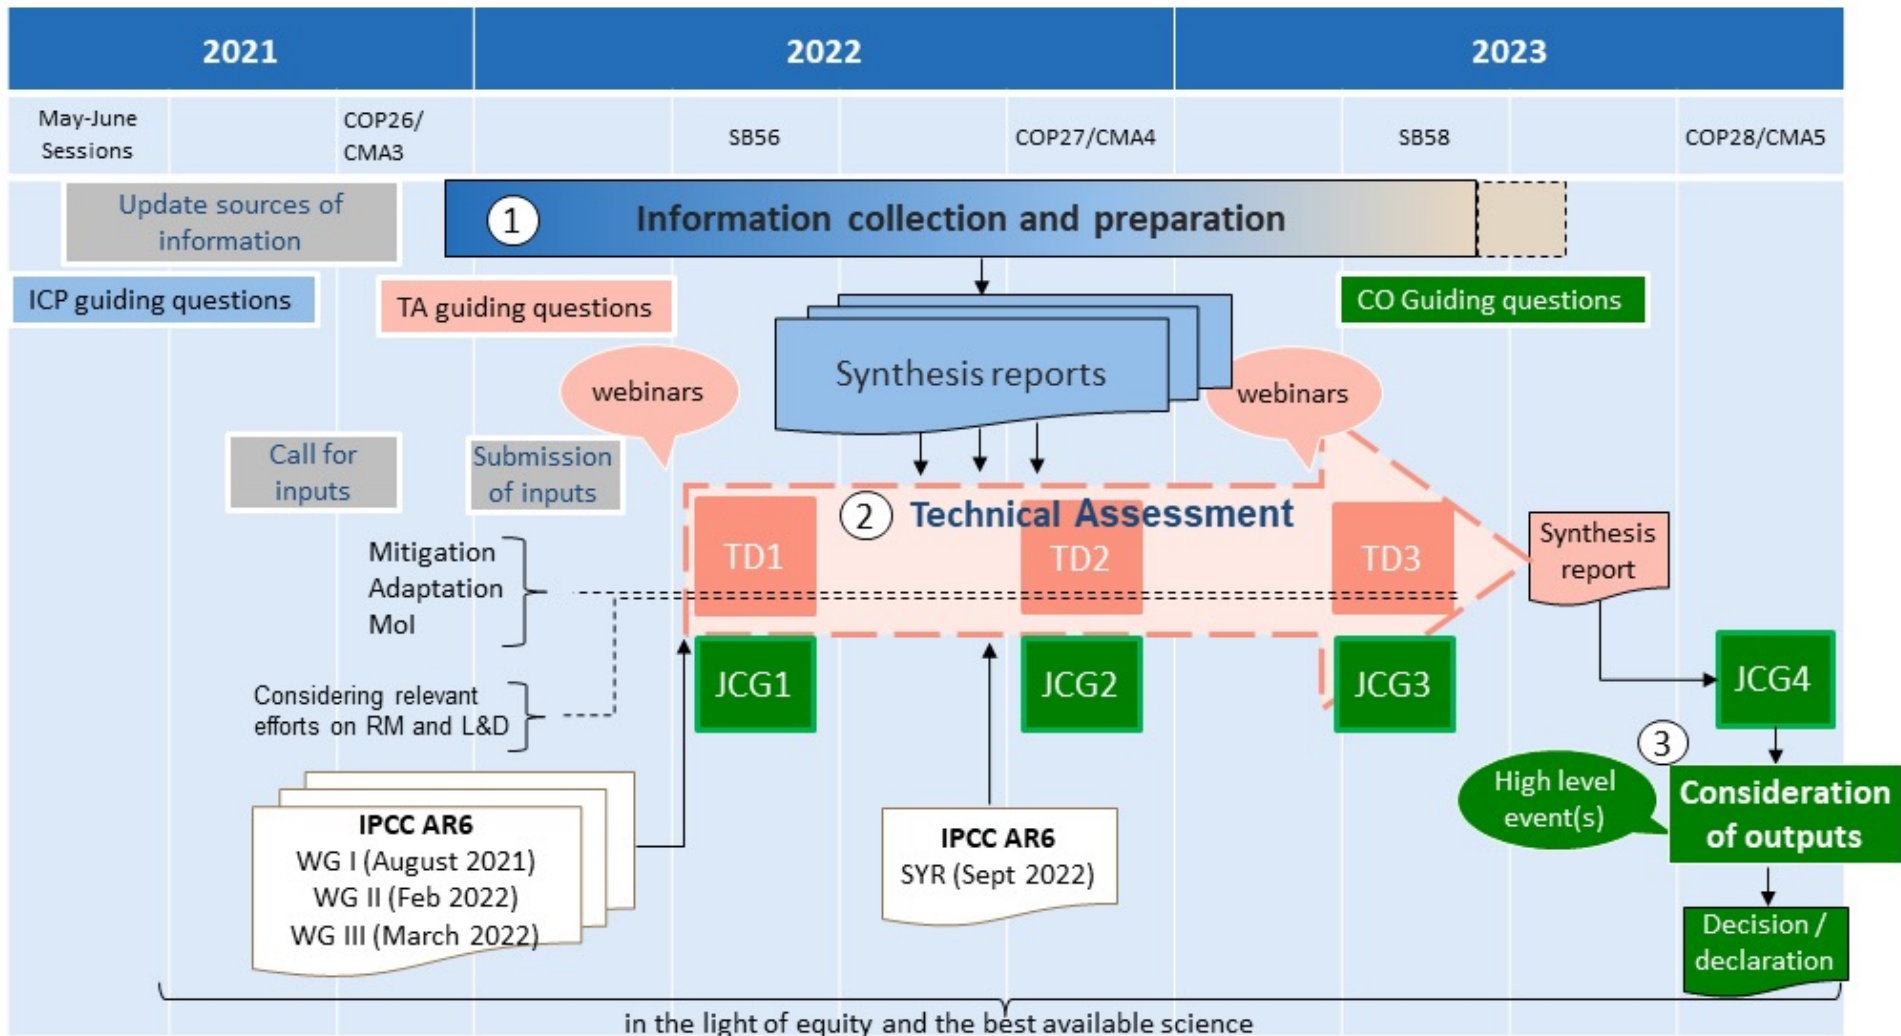 2021
2022
2023
May-June
Sessions
COP26/
CMA3
SB56
COP27/CMA4
SB58
COP28/CMA5
Update sources of
information
1
Information collection and preparation
ICP guiding questions
TA guiding questions
CO Guiding questions
webinars
Synthesis reports
webinars
Call for
inputs
Submission
of inputs
2
Technical Assessment
TD1
TD2
TD3
Synthesis
report
Mitigation
Adaptation
MoI
Considering relevant
efforts on RM and L&D
JCG1
JCG2
JCG3
JCG4
3
High level
event(s)
Consideration
of outputs
IPCC AR6
WG I (August 2021)
WG II (Feb 2022)
WG III (March 2022)
IPCC AR6
SYR (Sept 2022)
Decision /
declaration
in the light of equity and the best available science